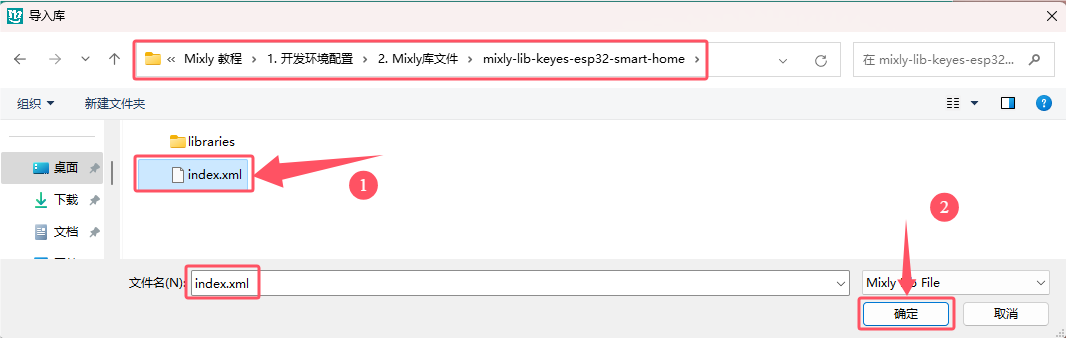 导入库
« Mixly 教程 › 1. 开发环境配置 › 2. Mixly库文件 › mixly-lib-keyes-esp32-smart-home ›
在 mixly-lib-keyes-esp32...
组织 新建文件夹
libraries
桌面
index.xml
1
下载
2
文档
文件名(N): index.xml
Mixly File
确定 取消